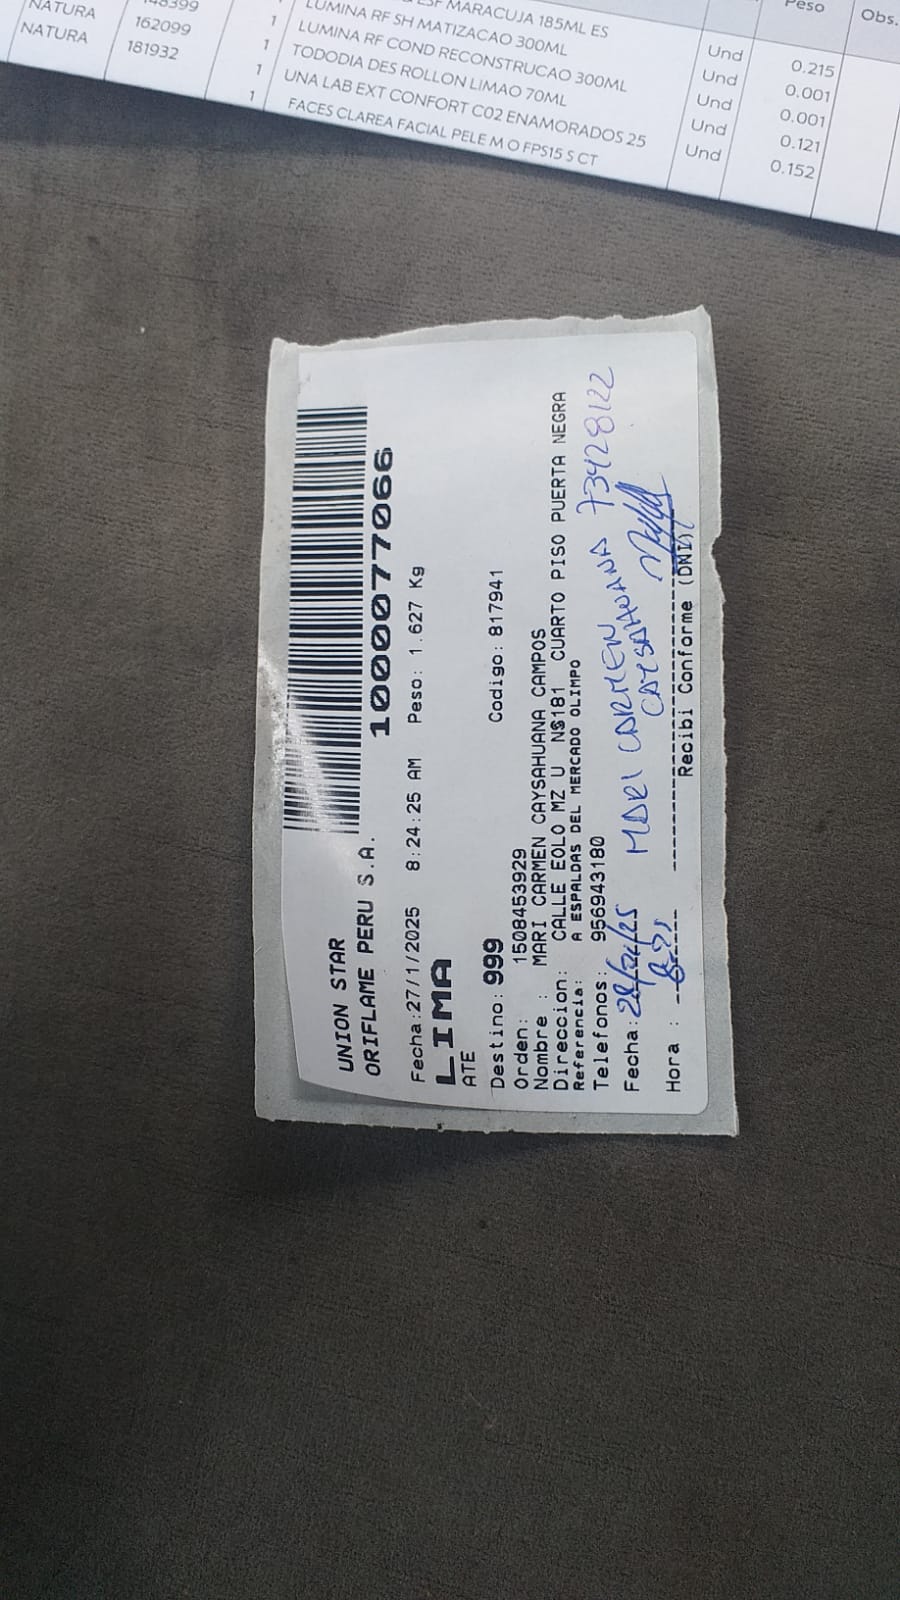 NATURA
NATURA 162099
181932
MARACUJA 185ML ES
1 LUMINA RF SH MATIZACAO 300ML Und 0.215
1 LUMINA RF COND RECONSTRUCAO 300ML Und 0.001
1 TODODIA DES ROLLON LIMAO 70ML Und 0.001
1 UNA LAB EXT CONFORT C02 ENAMORADOS 25 Und 0.121
1 FACES CLAREA FACIAL PELE M O FPS15 S CT Und 0.152
Peso Obs.
UNION STAR
ORIFLAME PERU S.A. 1000077066
Fecha:27/1/2025 8:24:25 AM Peso: 1.627 Kg
LIMA
ATE
Destino: 999 Codigo: 817941
Orden: 1508453929
Nombre : MARI CARMEN CAYSAHUANA CAMPOS
Direccion: CALLE EOLO MZ U N$181 CUARTO PISO PUERTA NEGRA
Referencia: A ESPALDAS DEL MERCADO OLIMPO
Telefonos: 956943180
Fecha: 28/01/25 MARI CARMEN CAYSAHUANA 73428122
Hora :
Recibi Conforme (DNI)